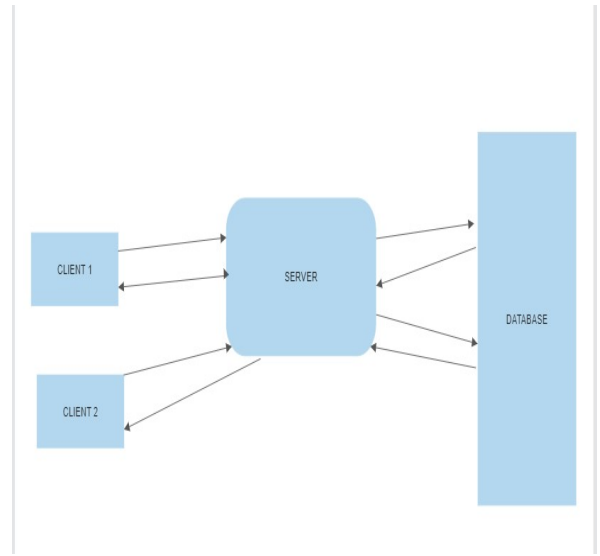 CLIENT 1
SERVER
DATABASE
CLIENT 2